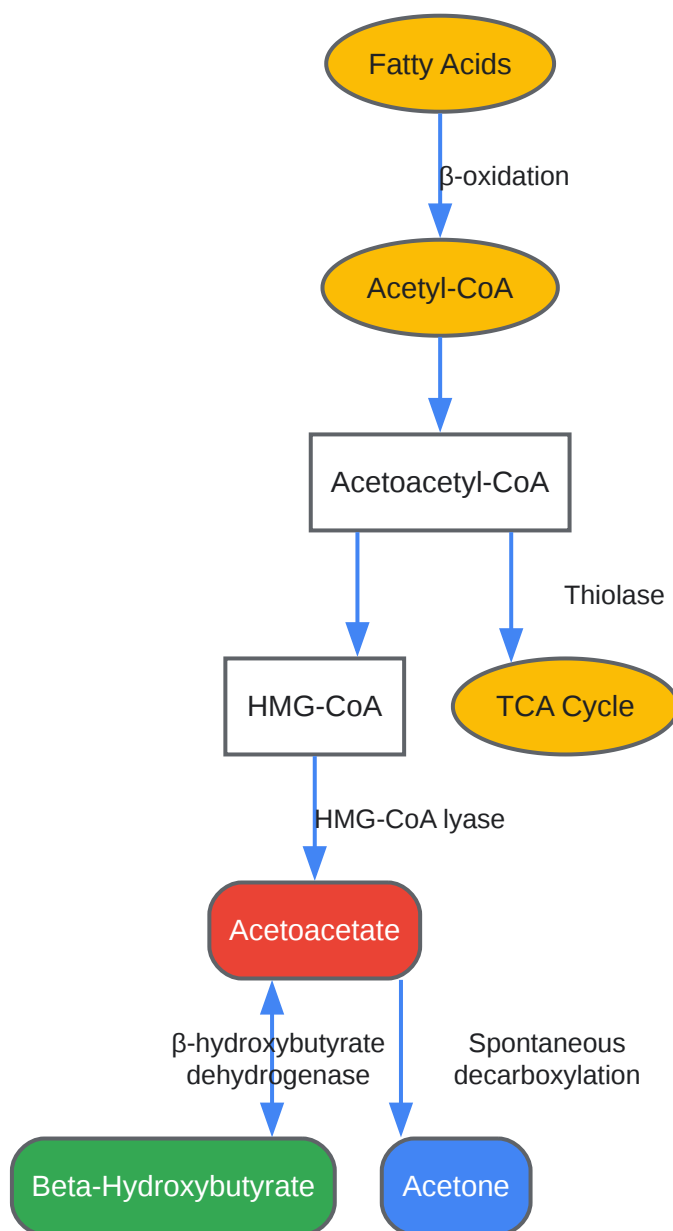 Fatty Acids
β-oxidation
Acetyl-CoA
Acetoacetyl-CoA
Thiolase
HMG-CoA
TCA Cycle
HMG-CoA lyase
Acetoacetate
β-hydroxybutyrate
dehydrogenase
Spontaneous
decarboxylation
Beta-Hydroxybutyrate
Acetone